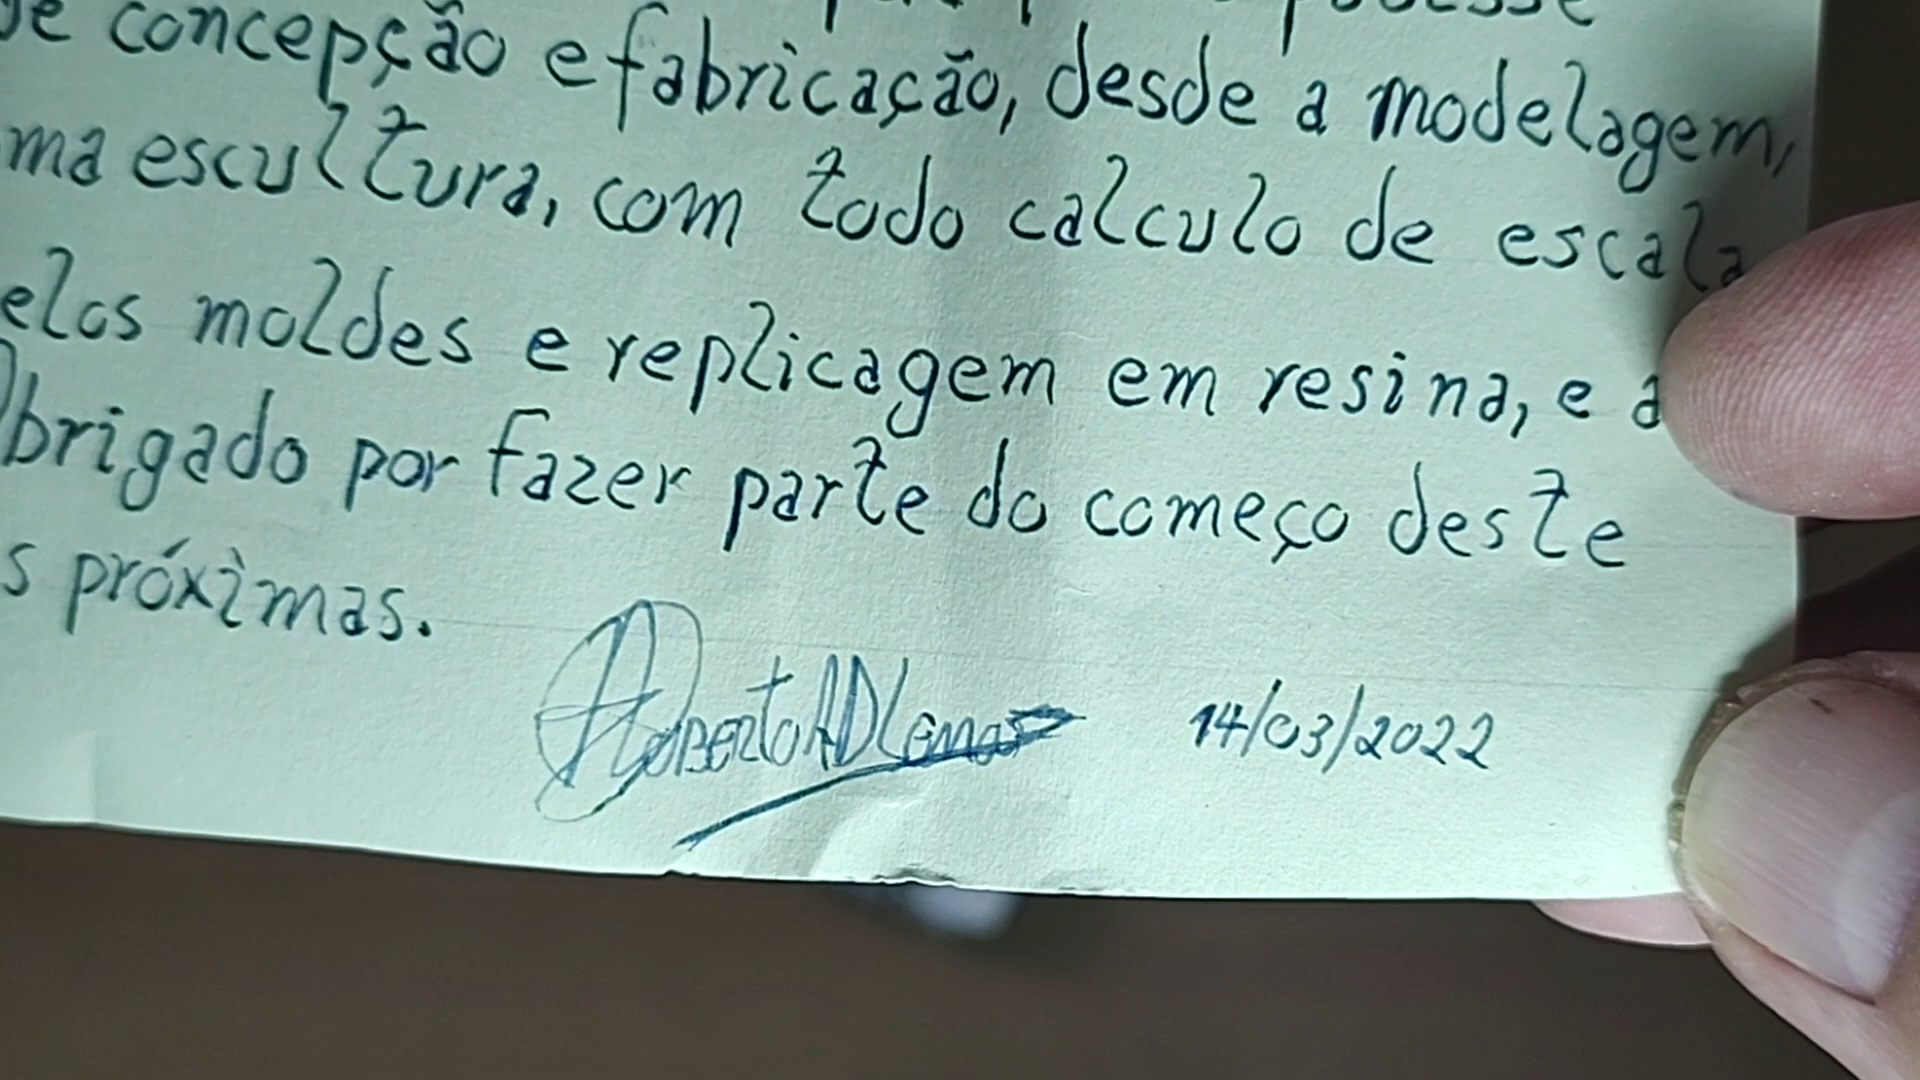 de concepção e fabricação, desde a modelagem,
ma escultura, com todo calculo de escala
elos moldes e replicagem em resina, e a
Obrigado por fazer parte do começo deste
s próximas.
14/03/2022